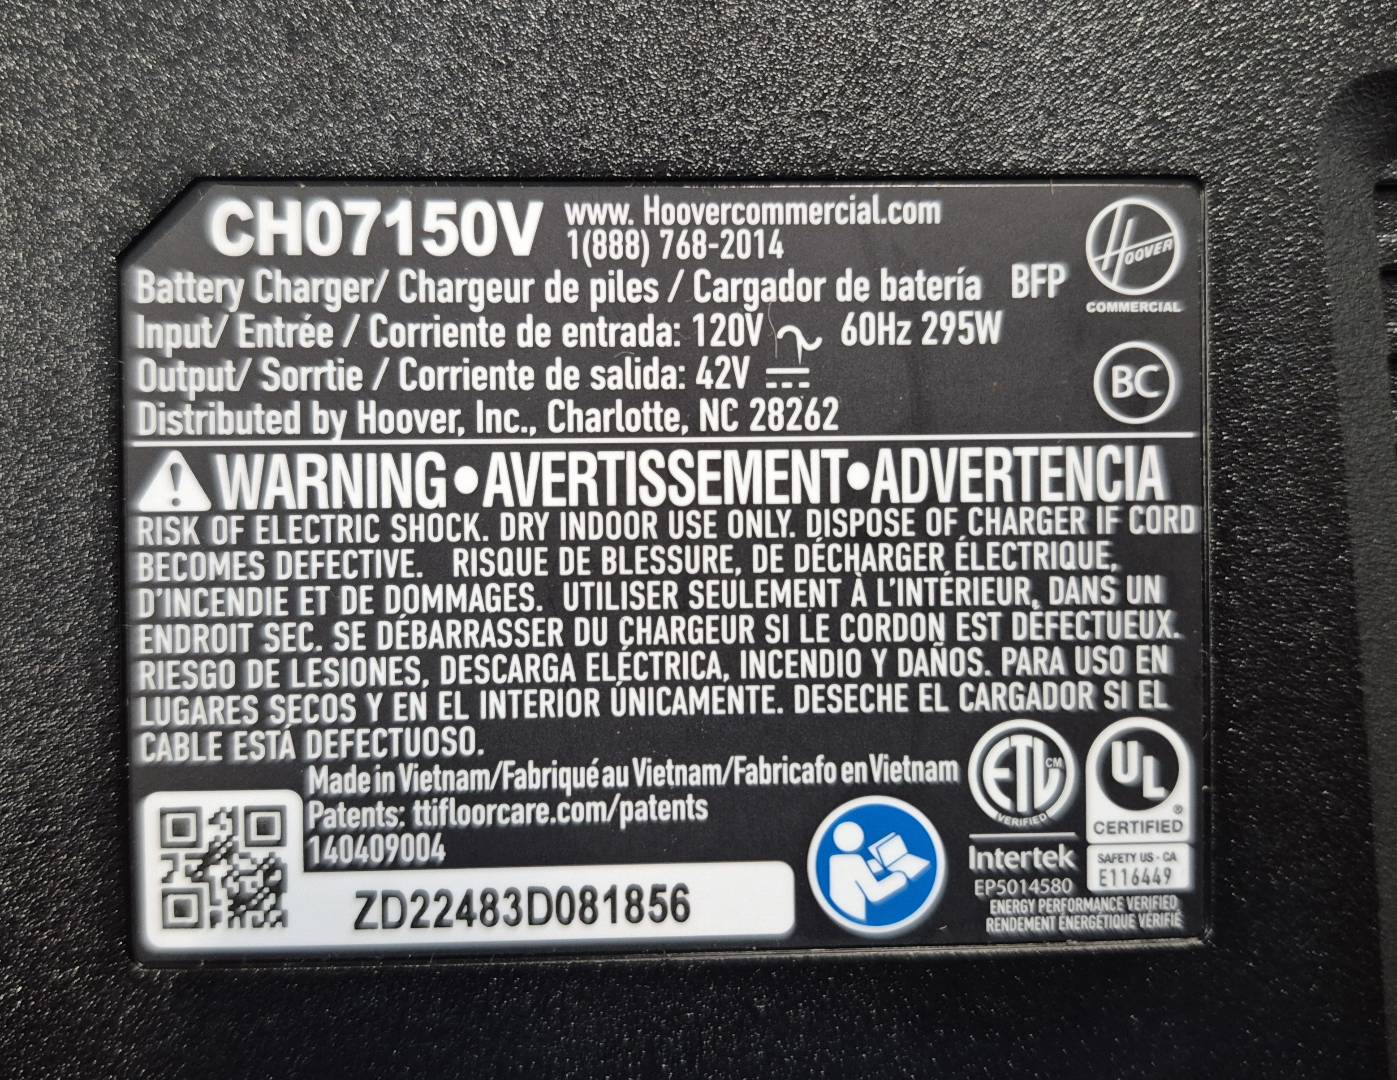 CH07150V www. Hoovercommercial.com
1(888) 768-2014
HOOVER
COMMERCIAL
Battery Charger/ Chargeur de piles / Cargador de batería BFP
Input/ Entrée / Corriente de entrada: 120V 60Hz 295W
Output/ Sorrtie / Corriente de salida: 42V
BC
Distributed by Hoover, Inc., Charlotte, NC 28262
WARNING•AVERTISSEMENT•ADVERTENCIA
RISK OF ELECTRIC SHOCK. DRY INDOOR USE ONLY. DISPOSE OF CHARGER IF CORD
BECOMES DEFECTIVE. RISQUE DE BLESSURE, DE DÉCHARGER ÉLECTRIQUE,
D'INCENDIE ET DE DOMMAGES. UTILISER SEULEMENT À L'INTÉRIEUR, DANS UN
ENDROIT SEC. SE DÉBARRASSER DU CHARGEUR SI LE CORDON EST DÉFECTUEUX.
RIESGO DE LESIONES, DESCARGA ELÉCTRICA, INCENDIO Y DAÑOS. PARA USO EN
LUGARES SECOS Y EN EL INTERIOR ÚNICAMENTE. DESECHE EL CARGADOR SI EL
CABLE ESTÁ DEFECTUOSO.
Made in Vietnam/Fabriqué au Vietnam/Fabricafo en Vietnam
Patents: ttifloorcare.com/patents
140409004
ZD22483D081856
ETL CM
VERIFIED
Intertek
EPS014580
ENERGY PERFORMANCE VERIFIED
RENDEMENT ÉNERGÉTIQUE VÉRIFIÉ
UL ®
CERTIFIED
SAFETY US - CA
E116449